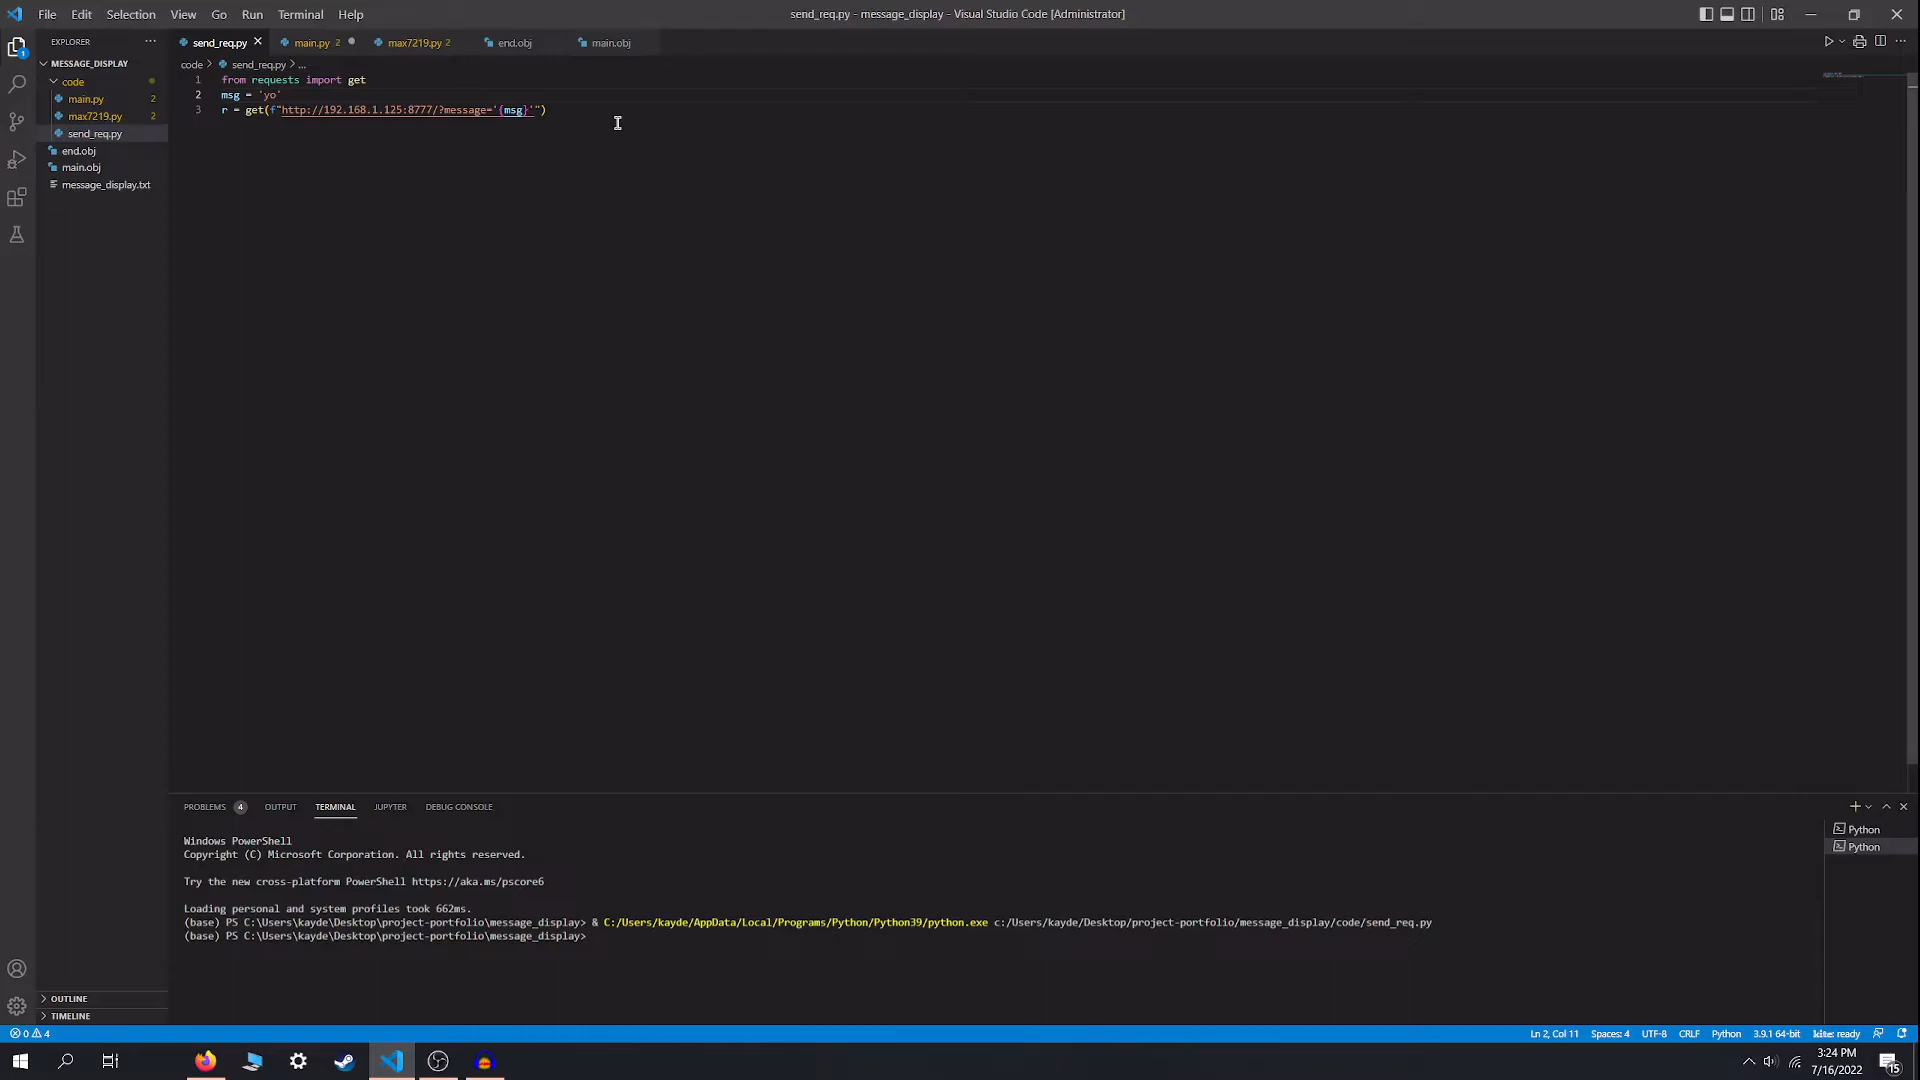 File Edit Selection View Go Run Terminal Help
send_req.py - message_display - Visual Studio Code [Administrator]
EXPLORER
send_req.py
main.py 2
max7219.py 2
end.obj
main.obj
MESSAGE_DISPLAY
code
main.py 2
max7219.py 2
send_req.py
end.obj
main.obj
message_display.txt
code > send_req.py > ...
1 from requests import get
2 msg = 'yo'
3 r = get(f"http://192.168.1.125:8777/?message='{msg}'")
PROBLEMS 4 OUTPUT TERMINAL JUPYTER DEBUG CONSOLE
Windows PowerShell
Copyright (C) Microsoft Corporation. All rights reserved.
Try the new cross-platform PowerShell https://aka.ms/pscore6
Loading personal and system profiles took 662ms.
(base) PS C:\Users\kayde\Desktop\project-portfolio\message_display> & C:/Users/kayde/AppData/Local/Programs/Python/Python39/python.exe c:/Users/kayde/Desktop/project-portfolio/message_display/code/send_req.py
(base) PS C:\Users\kayde\Desktop\project-portfolio\message_display>
Python
Python
OUTLINE
TIMELINE
1
0 4
Ln 2, Col 11 Spaces: 4 UTF-8 CRLF Python 3.9.1 64-bit kite: ready
3:24 PM
7/16/2022
15